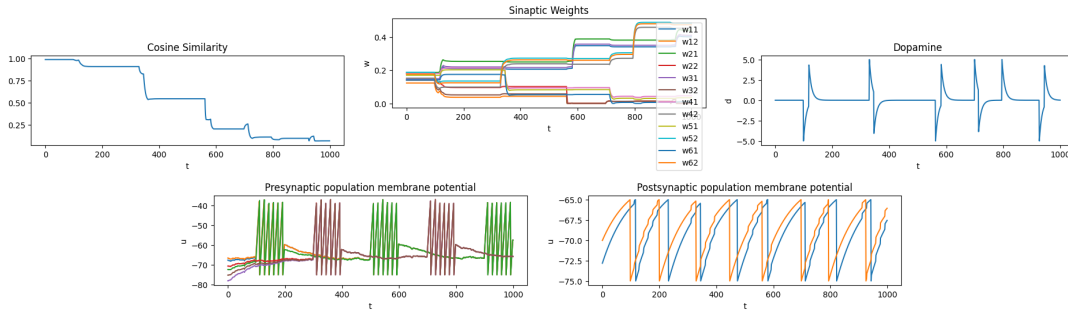 Sinaptic Weights
Cosine Similarity
Dopamine
1.00
0.75
0.50
0.25
0 200 400 600 800 1000
t
w
0.4
0.2
0.0
0 200 400 600 800
t
w11
w12
w21
w22
w31
w32
w41
w42
w51
w52
w61
w62
d
5.0
2.5
0.0
−2.5
−5.0
0 200 400 600 800 1000
t
Presynaptic population membrane potential
u
−40
−50
−60
−70
−80
0 200 400 600 800 1000
t
Postsynaptic population membrane potential
u
−65.0
−67.5
−70.0
−72.5
−75.0
0 200 400 600 800 1000
t